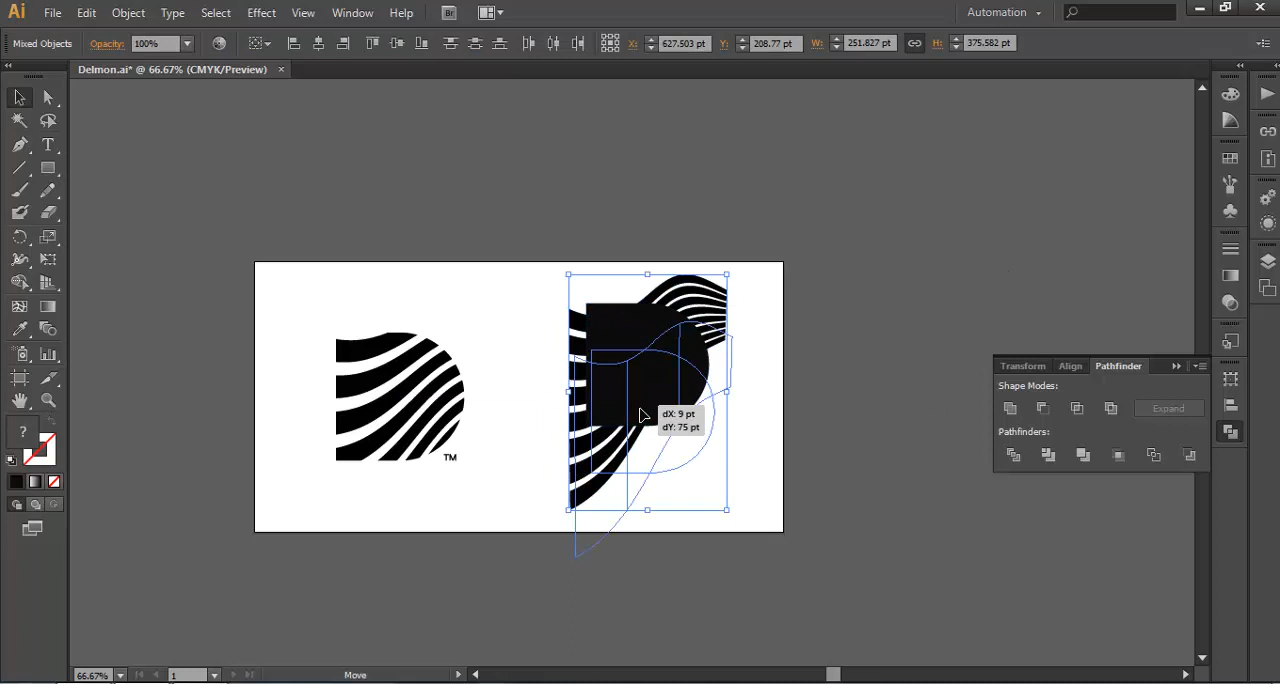 Ai File Edit Object Type Select Effect View Window Help Br Automation
Mixed Objects Opacity: 100% X: 627.503 pt Y: 208.77 pt W: 251.827 pt H: 375.582 pt
Delmon.ai* @ 66.67% (CMYK/Preview) ×
T
Transform Align Pathfinder
Shape Modes:
Expand
Pathfinders:
dX: 9 pt
dY: 75 pt
TM
?
66.67% 1 Move